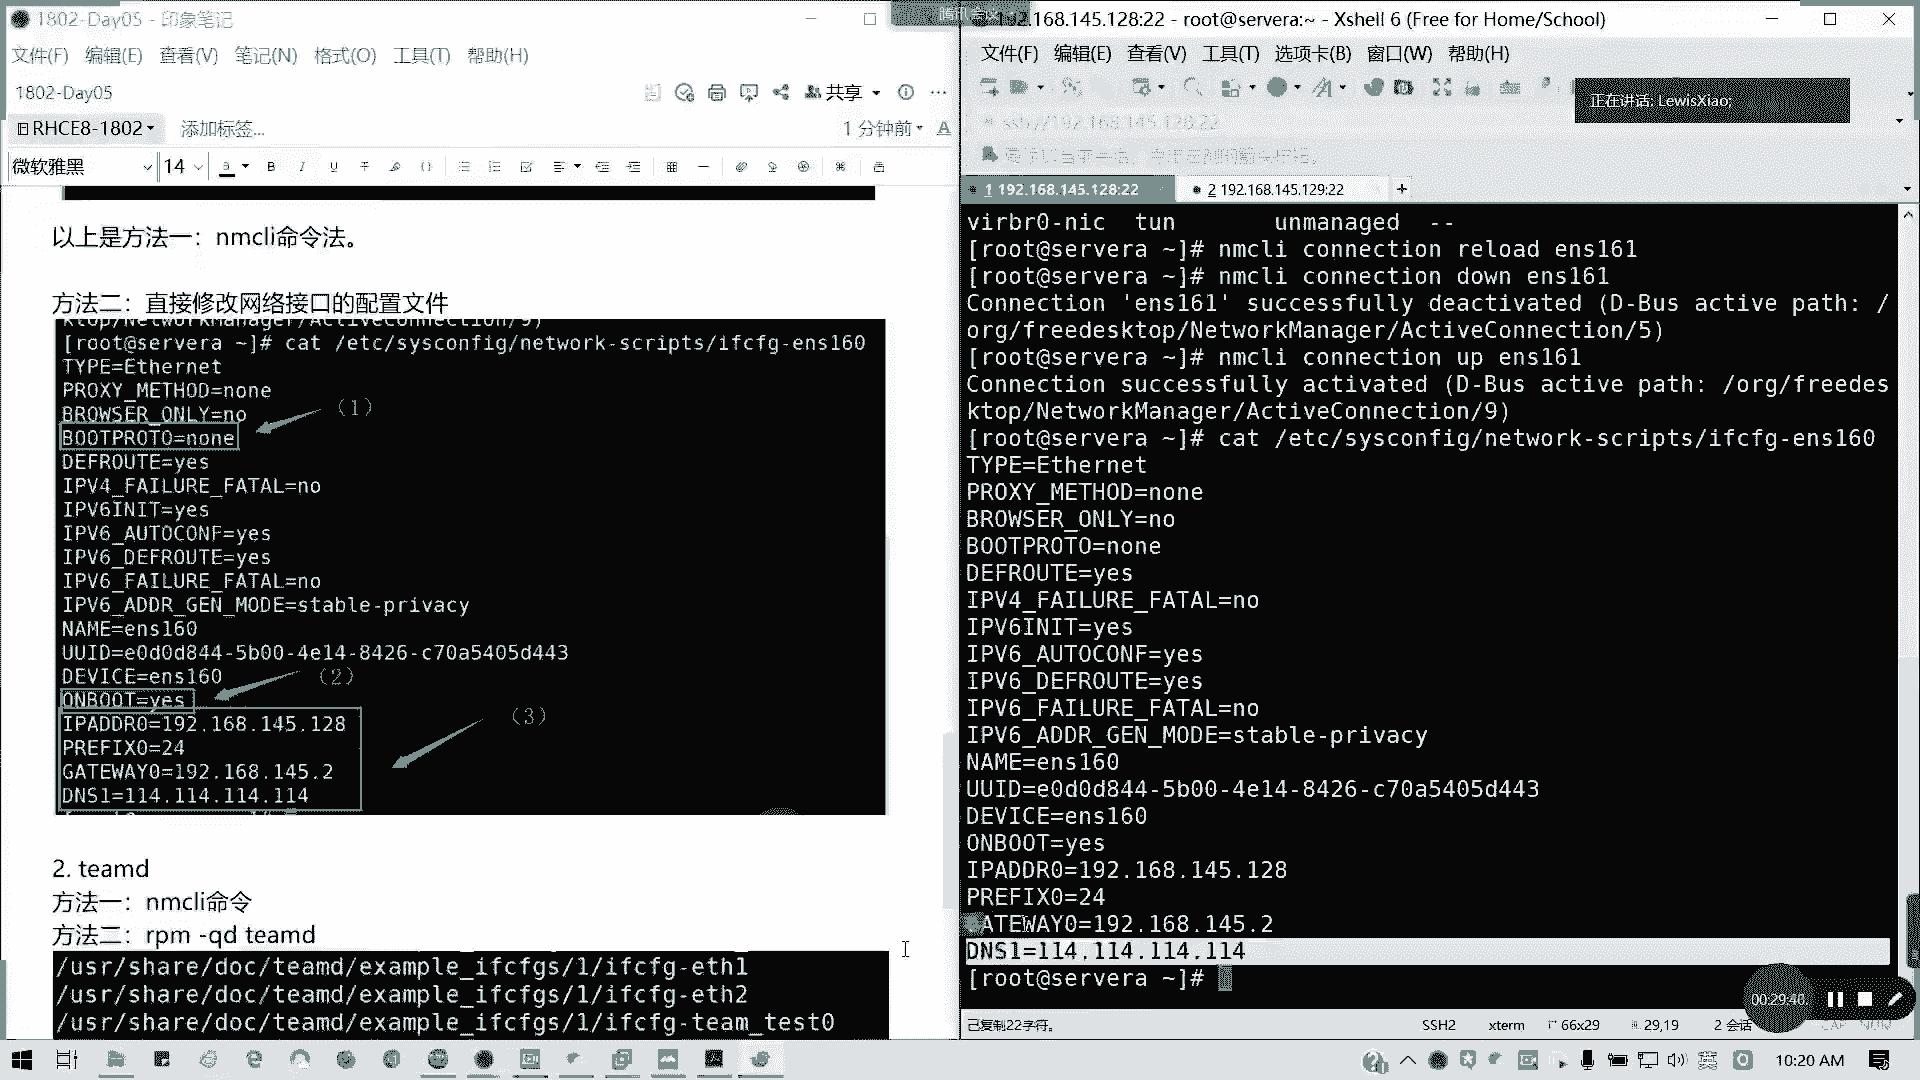 1802-Day05 - 印象笔记
文件(F) 编辑(E) 查看(V) 笔记(N) 格式(O) 工具(T) 帮助(H)
1802-Day05
共享
RHCE8-1802
添加标签...
1 分钟前
微软雅黑
14
以上是方法一：nmcli命令法。
方法二：直接修改网络接口的配置文件
ktop/NetworkManager/ActiveConnection/9)
[root@servera ~]# cat /etc/sysconfig/network-scripts/ifcfg-ens160
TYPE=Ethernet
PROXY_METHOD=none
BROWSER_ONLY=no
（1）
BOOTPROTO=none
DEFROUTE=yes
IPV4_FAILURE_FATAL=no
IPV6INIT=yes
IPV6_AUTOCONF=yes
IPV6_DEFROUTE=yes
IPV6_FAILURE_FATAL=no
IPV6_ADDR_GEN_MODE=stable-privacy
NAME=ens160
UUID=e0d0d844-5b00-4e14-8426-c70a5405d443
DEVICE=ens160
（2）
ONBOOT=yes
（3）
IPADDR0=192.168.145.128
PREFIX0=24
GATEWAY0=192.168.145.2
DNS1=114.114.114.114
2. teamd
方法一：nmcli命令
方法二：rpm -qd teamd
/usr/share/doc/teamd/example_ifcfgs/1/ifcfg-eth1
/usr/share/doc/teamd/example_ifcfgs/1/ifcfg-eth2
/usr/share/doc/teamd/example_ifcfgs/1/ifcfg-team_test0
192.168.145.128:22 - root@servera:~ - Xshell 6 (Free for Home/School)
文件(F) 编辑(E) 查看(V) 工具(T) 选项卡(B) 窗口(W) 帮助(H)
正在讲话: LewisXiao;
ssh://192.168.145.128:22
1 192.168.145.128:22
2 192.168.145.129:22
virbr0-nic tun unmanaged --
[root@servera ~]# nmcli connection reload ens161
[root@servera ~]# nmcli connection down ens161
Connection 'ens161' successfully deactivated (D-Bus active path: /
org/freedesktop/NetworkManager/ActiveConnection/5)
[root@servera ~]# nmcli connection up ens161
Connection successfully activated (D-Bus active path: /org/freedes
ktop/NetworkManager/ActiveConnection/9)
[root@servera ~]# cat /etc/sysconfig/network-scripts/ifcfg-ens160
TYPE=Ethernet
PROXY_METHOD=none
BROWSER_ONLY=no
BOOTPROTO=none
DEFROUTE=yes
IPV4_FAILURE_FATAL=no
IPV6INIT=yes
IPV6_AUTOCONF=yes
IPV6_DEFROUTE=yes
IPV6_FAILURE_FATAL=no
IPV6_ADDR_GEN_MODE=stable-privacy
NAME=ens160
UUID=e0d0d844-5b00-4e14-8426-c70a5405d443
DEVICE=ens160
ONBOOT=yes
IPADDR0=192.168.145.128
PREFIX0=24
GATEWAY0=192.168.145.2
DNS1=114.114.114.114
[root@servera ~]#
00:29:40
已复制22字符。
SSH2 xterm 66x29 29,19 2 会话 CAP NUM
10:20 AM